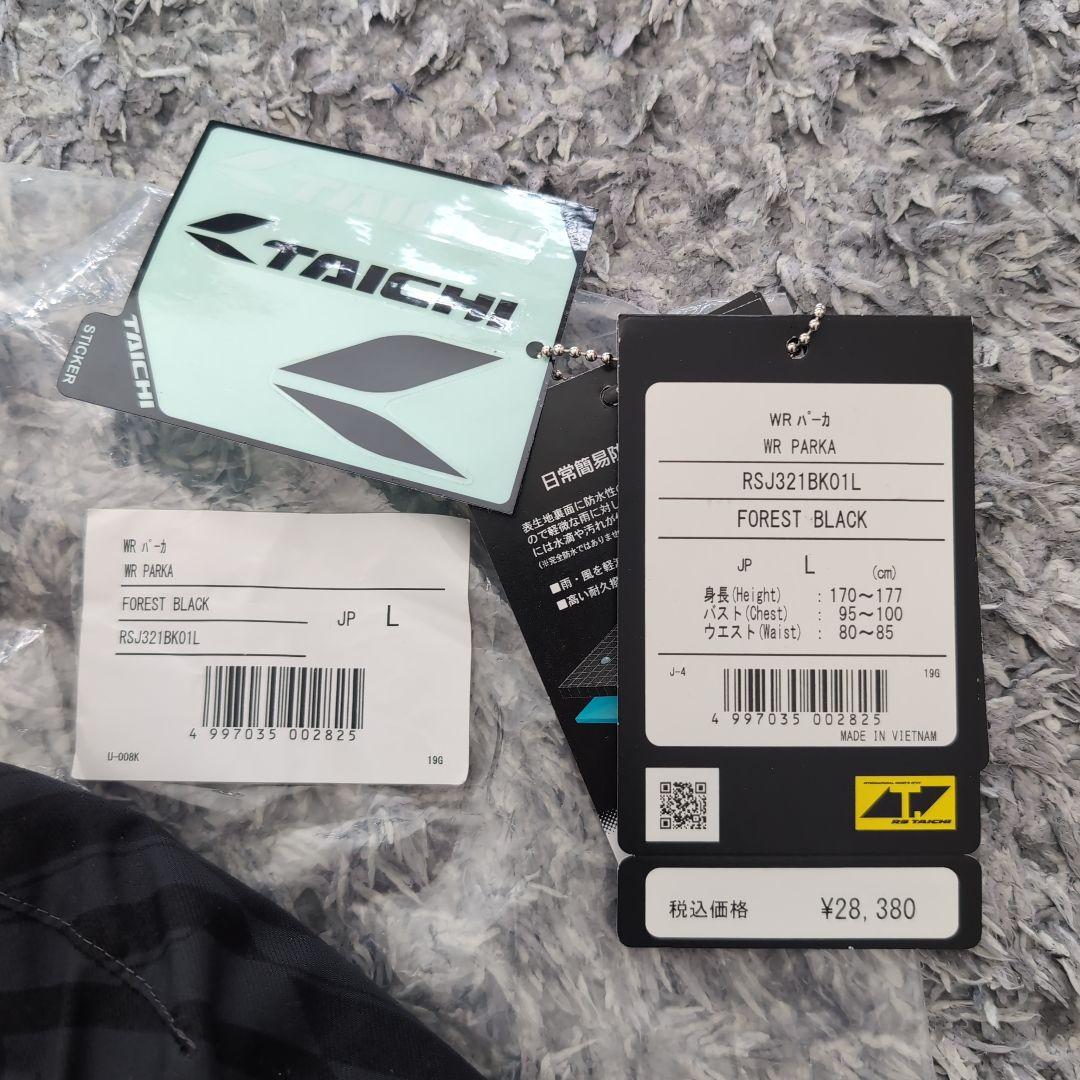 TAICHI
TAICHI
TAICHI
STICKER
WR パーカ
WR PARKA
FOREST BLACK
RSJ321BK01L
JP L
4 997035 002825
U-008K
19G
日常簡易防
表生地裏面に防水性の
ので軽微な雨に対し
には水滴や汚れが
(※完全防水ではありませ
■雨・風を軽
■高い耐久
WR パーカ
WR PARKA
RSJ321BK01L
FOREST BLACK
JP L (cm)
身長(Height) : 170～177
バスト(Chest) : 95～100
ウエスト(Waist) : 80～85
J-4
19G
4 997035 002825
MADE IN VIETNAM
RS TAICHI
税込価格 ¥28,380